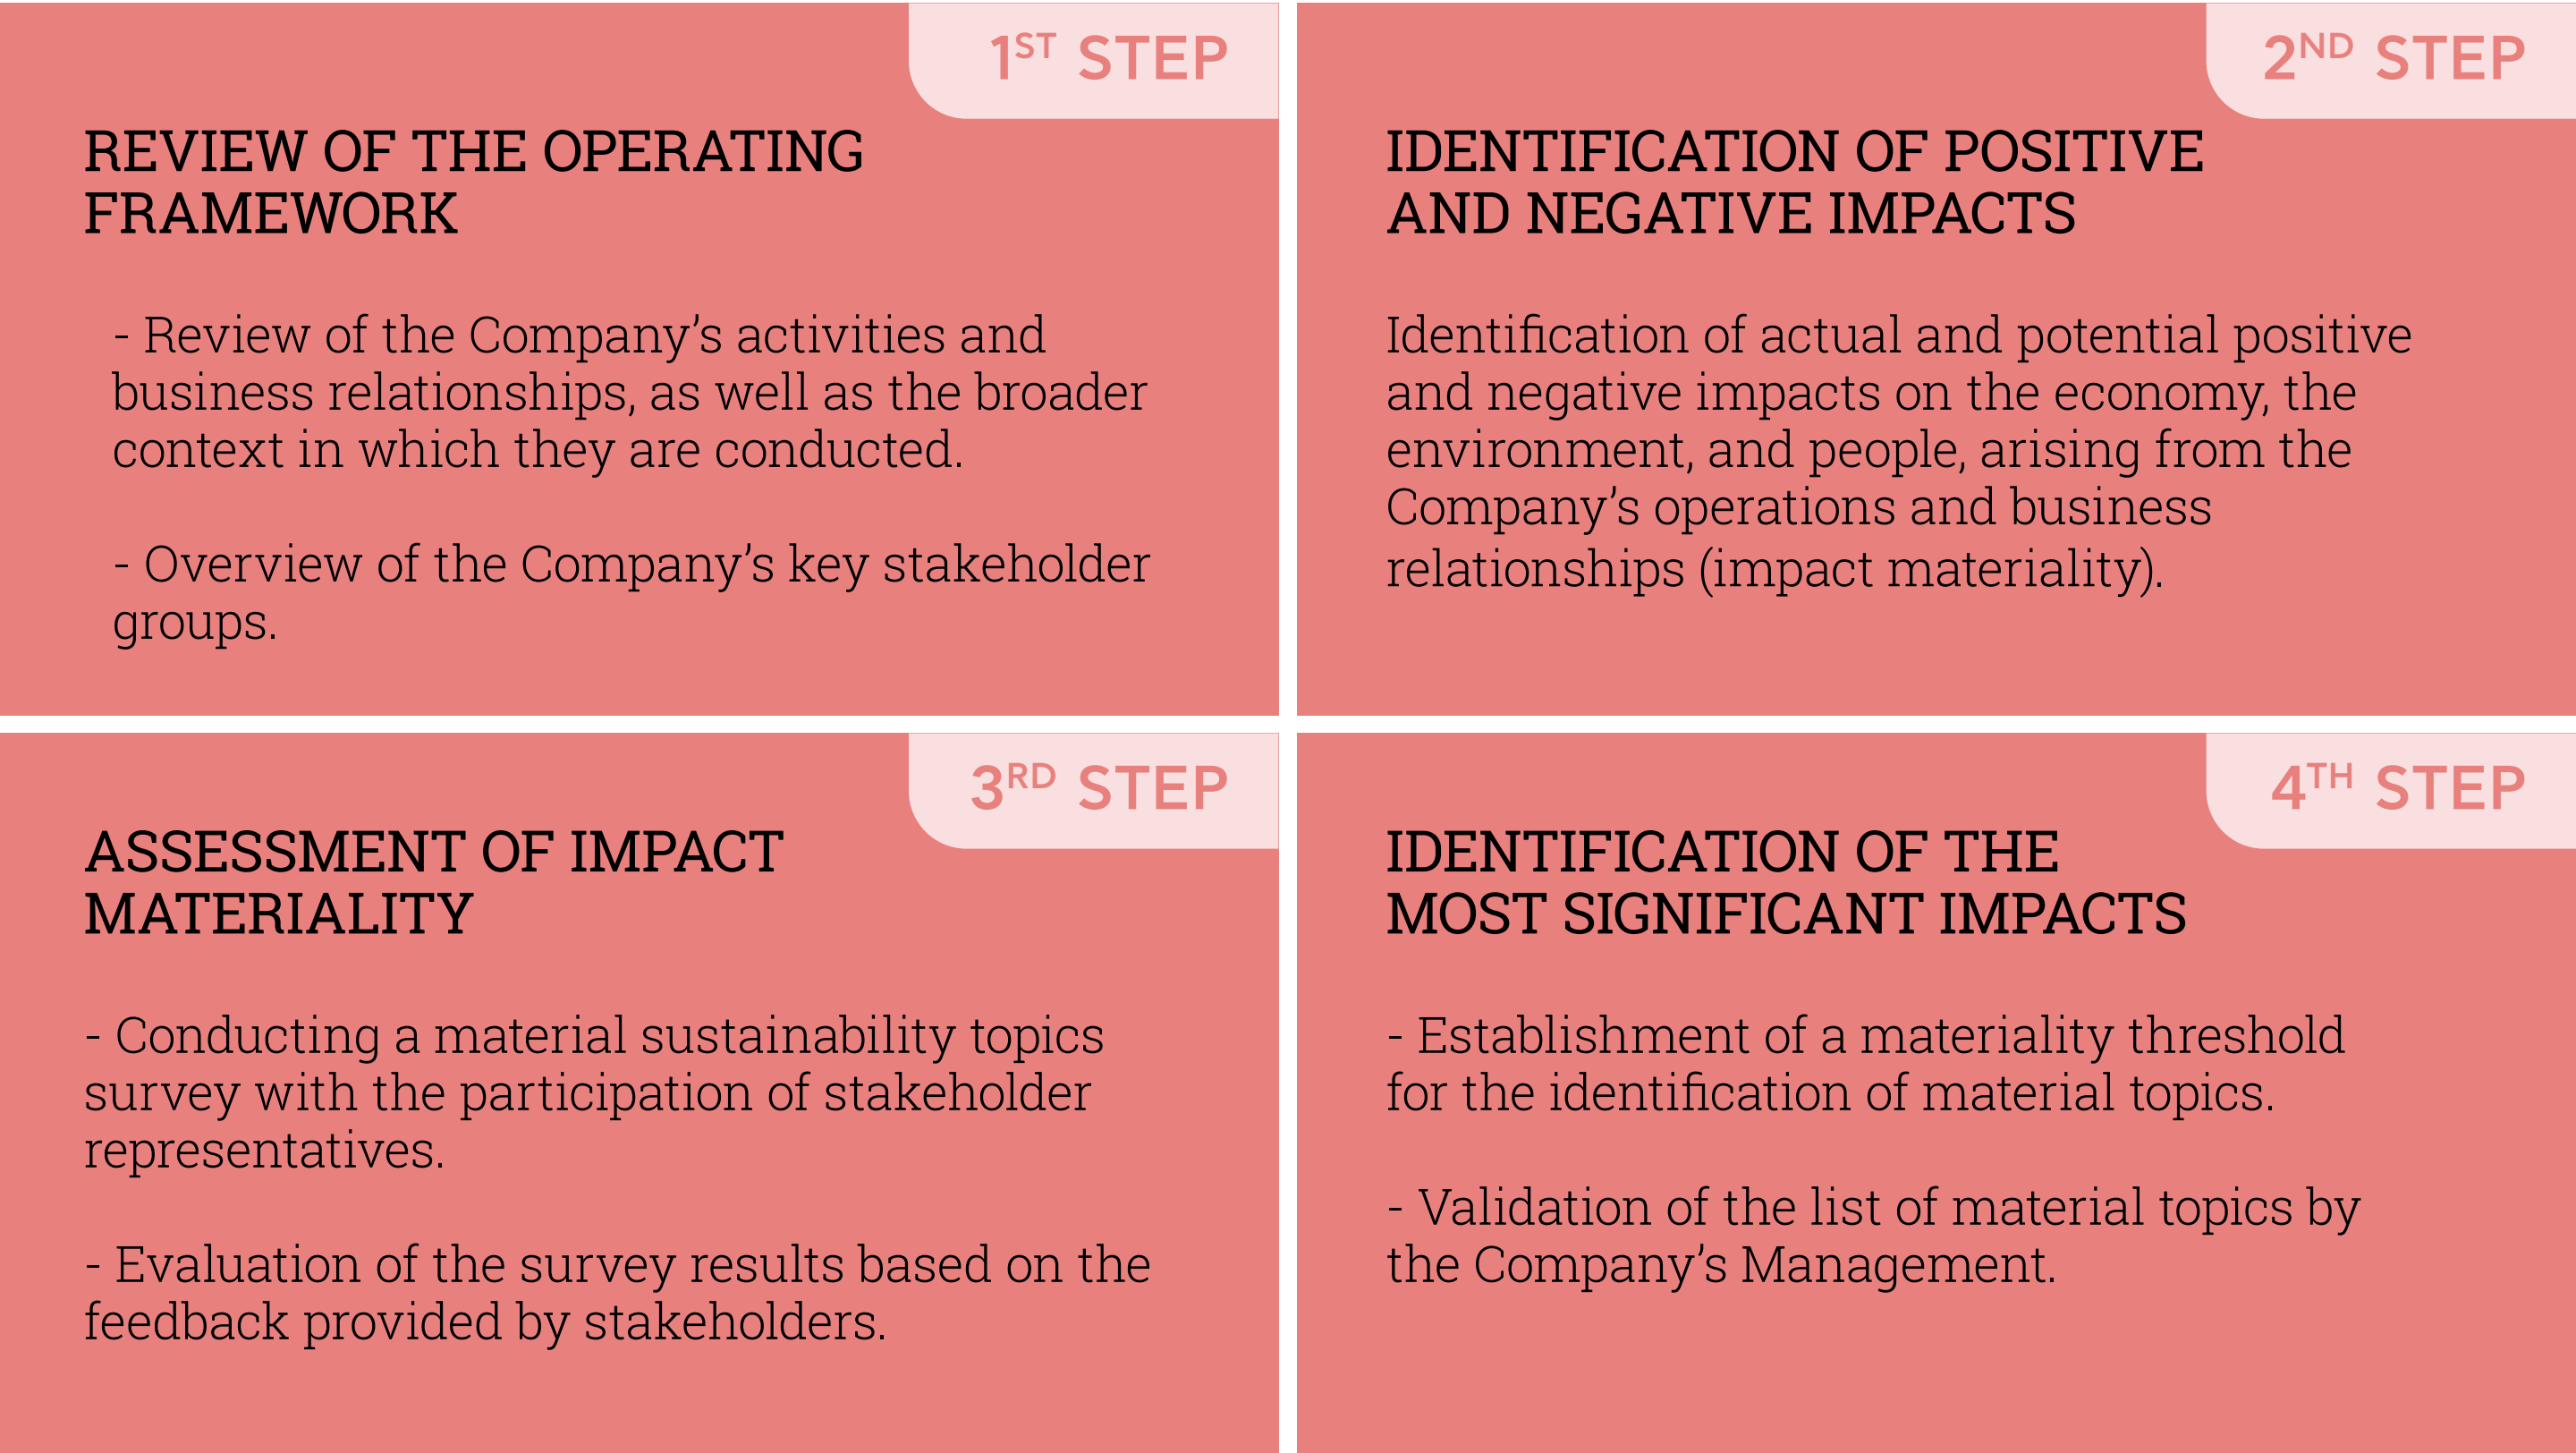 1ST STEP
REVIEW OF THE OPERATING
FRAMEWORK
- Review of the Company’s activities and
business relationships, as well as the broader
context in which they are conducted.
- Overview of the Company’s key stakeholder
groups.
2ND STEP
IDENTIFICATION OF POSITIVE
AND NEGATIVE IMPACTS
Identification of actual and potential positive
and negative impacts on the economy, the
environment, and people, arising from the
Company’s operations and business
relationships (impact materiality).
3RD STEP
ASSESSMENT OF IMPACT
MATERIALITY
- Conducting a material sustainability topics
survey with the participation of stakeholder
representatives.
- Evaluation of the survey results based on the
feedback provided by stakeholders.
4TH STEP
IDENTIFICATION OF THE
MOST SIGNIFICANT IMPACTS
- Establishment of a materiality threshold
for the identification of material topics.
- Validation of the list of material topics by
the Company’s Management.